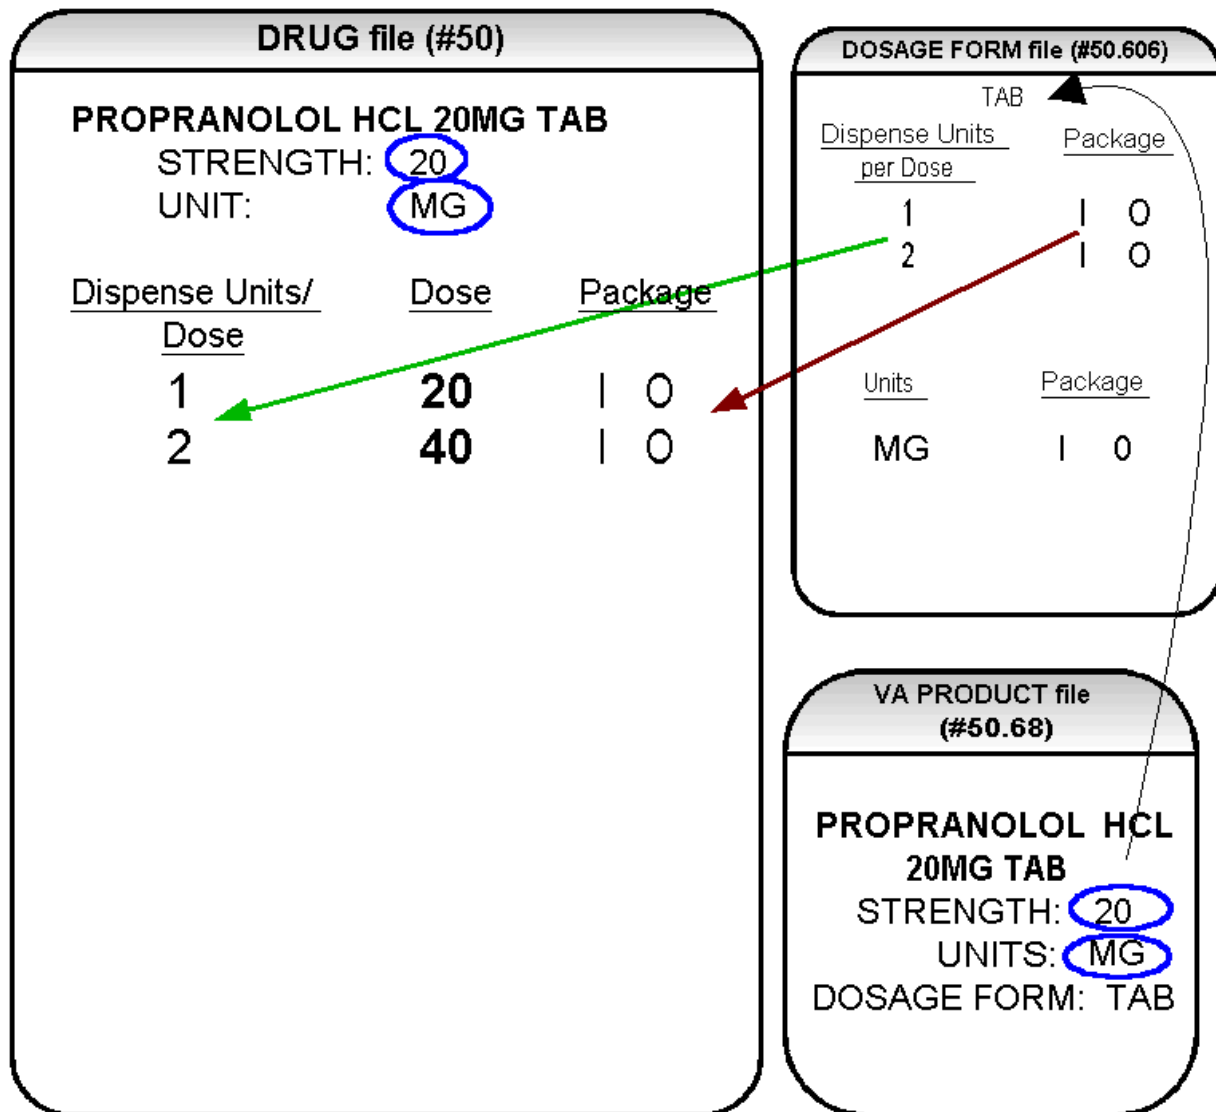 DRUG file (#50)
PROPRANOLOL HCL 20MG TAB
STRENGTH: 20
UNIT: MG
Dispense Units/ Dose Package
Dose
1 20 I O
2 40 I O
DOSAGE FORM file (#50.606)
TAB
Dispense Units Package
per Dose
1 I O
2 I O
Units Package
MG I 0
VA PRODUCT file
(#50.68)
PROPRANOLOL HCL
20MG TAB
STRENGTH: 20
UNITS: MG
DOSAGE FORM: TAB